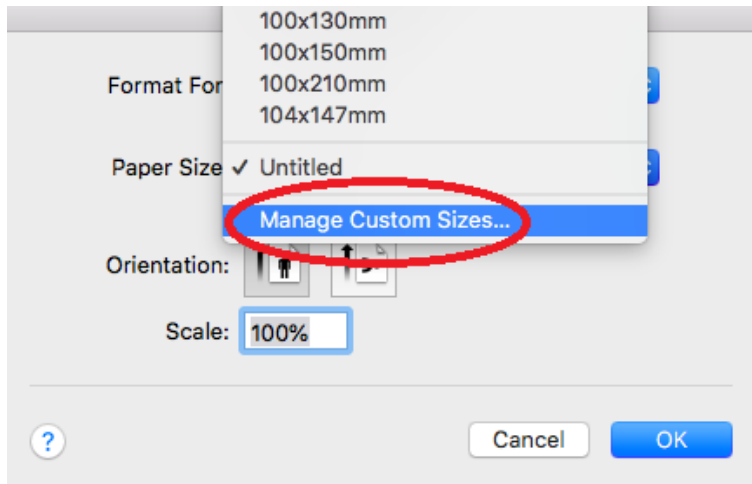 100x130mm
100x150mm
Format For
100x210mm
104x147mm
Paper Size ✓ Untitled
Manage Custom Sizes...
Orientation:
Scale: 100%
? Cancel OK